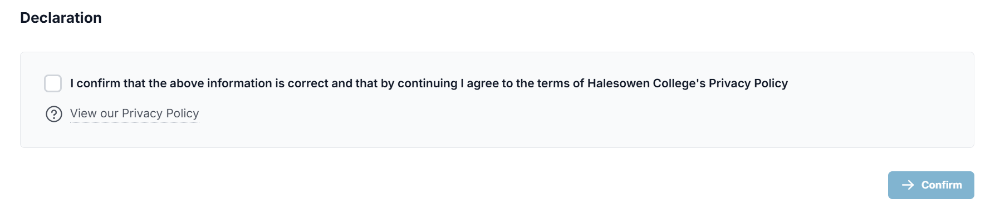 Declaration
I confirm that the above information is correct and that by continuing I agree to the terms of Halesowen College's Privacy Policy
View our Privacy Policy
Confirm